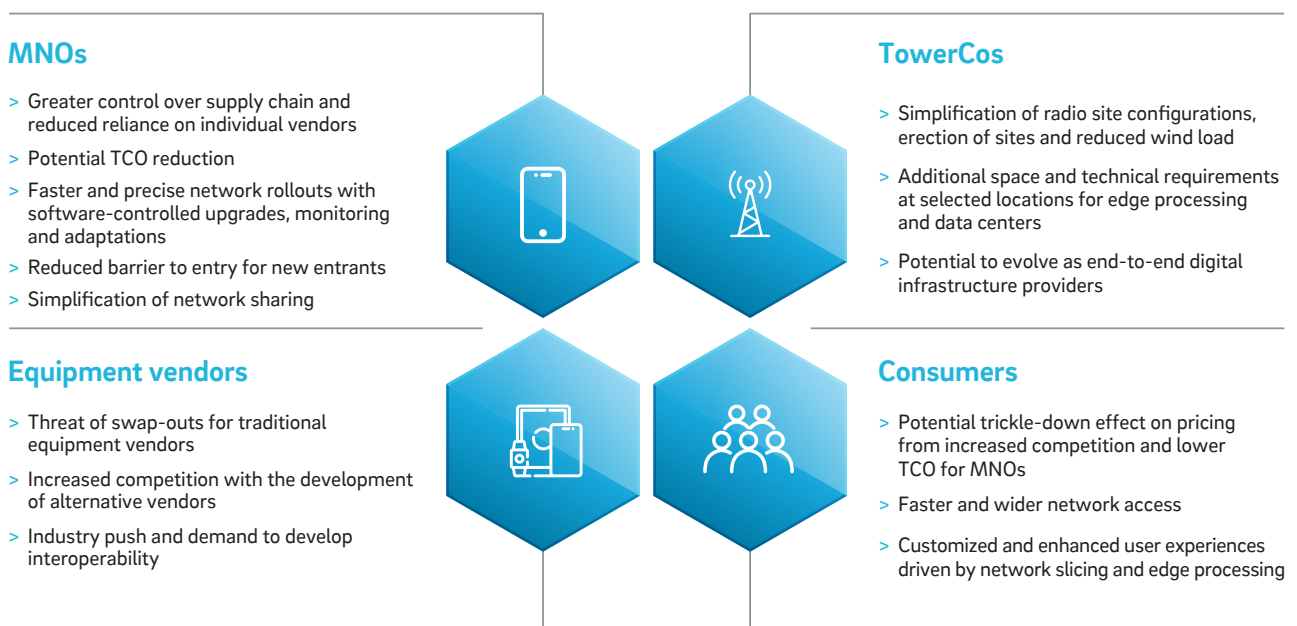 MNOs
> Greater control over supply chain and
reduced reliance on individual vendors
> Potential TCO reduction
> Faster and precise network rollouts with
software-controlled upgrades, monitoring
and adaptations
> Reduced barrier to entry for new entrants
> Simplification of network sharing
TowerCos
> Simplification of radio site configurations,
erection of sites and reduced wind load
> Additional space and technical requirements
at selected locations for edge processing
and data centers
> Potential to evolve as end-to-end digital
infrastructure providers
Equipment vendors
> Threat of swap-outs for traditional
equipment vendors
> Increased competition with the development
of alternative vendors
> Industry push and demand to develop
interoperability
Consumers
> Potential trickle-down effect on pricing
from increased competition and lower
TCO for MNOs
> Faster and wider network access
> Customized and enhanced user experiences
driven by network slicing and edge processing